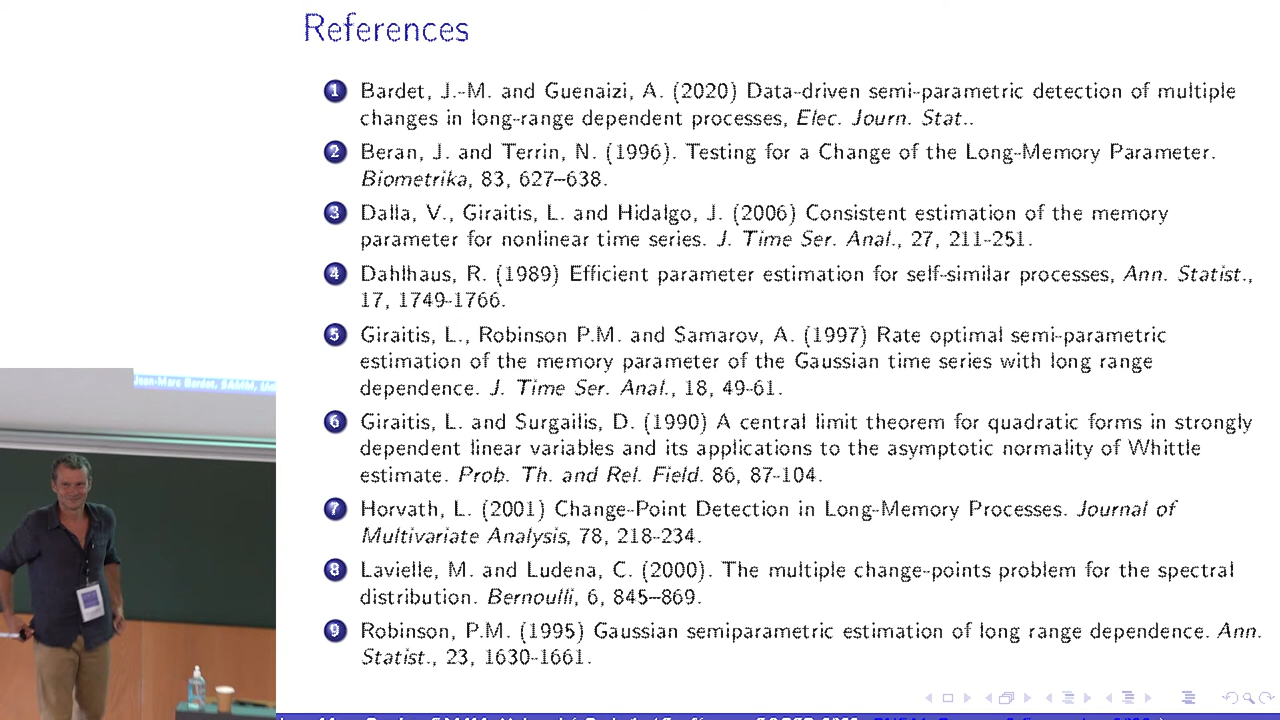 References
1 Bardet, J.-M. and Guenaizi, A. (2020) Data-driven semi-parametric detection of multiple
changes in long-range dependent processes, Elec. Journ. Stat..
2 Beran, J. and Terrin, N. (1996). Testing for a Change of the Long-Memory Parameter.
Biometrika, 83, 627–638.
3 Dalla, V., Giraitis, L. and Hidalgo, J. (2006) Consistent estimation of the memory
parameter for nonlinear time series. J. Time Ser. Anal., 27, 211-251.
4 Dahlhaus, R. (1989) Efficient parameter estimation for self-similar processes, Ann. Statist.,
17, 1749-1766.
5 Giraitis, L., Robinson P.M. and Samarov, A. (1997) Rate optimal semi-parametric
estimation of the memory parameter of the Gaussian time series with long range
dependence. J. Time Ser. Anal., 18, 49-61.
6 Giraitis, L. and Surgailis, D. (1990) A central limit theorem for quadratic forms in strongly
dependent linear variables and its applications to the asymptotic normality of Whittle
estimate. Prob. Th. and Rel. Field. 86, 87-104.
7 Horvath, L. (2001) Change-Point Detection in Long-Memory Processes. Journal of
Multivariate Analysis, 78, 218-234.
8 Lavielle, M. and Ludena, C. (2000). The multiple change-points problem for the spectral
distribution. Bernoulli, 6, 845–869.
9 Robinson, P.M. (1995) Gaussian semiparametric estimation of long range dependence. Ann.
Statist., 23, 1630-1661.
Jean-Marc Bardet, SAMM,